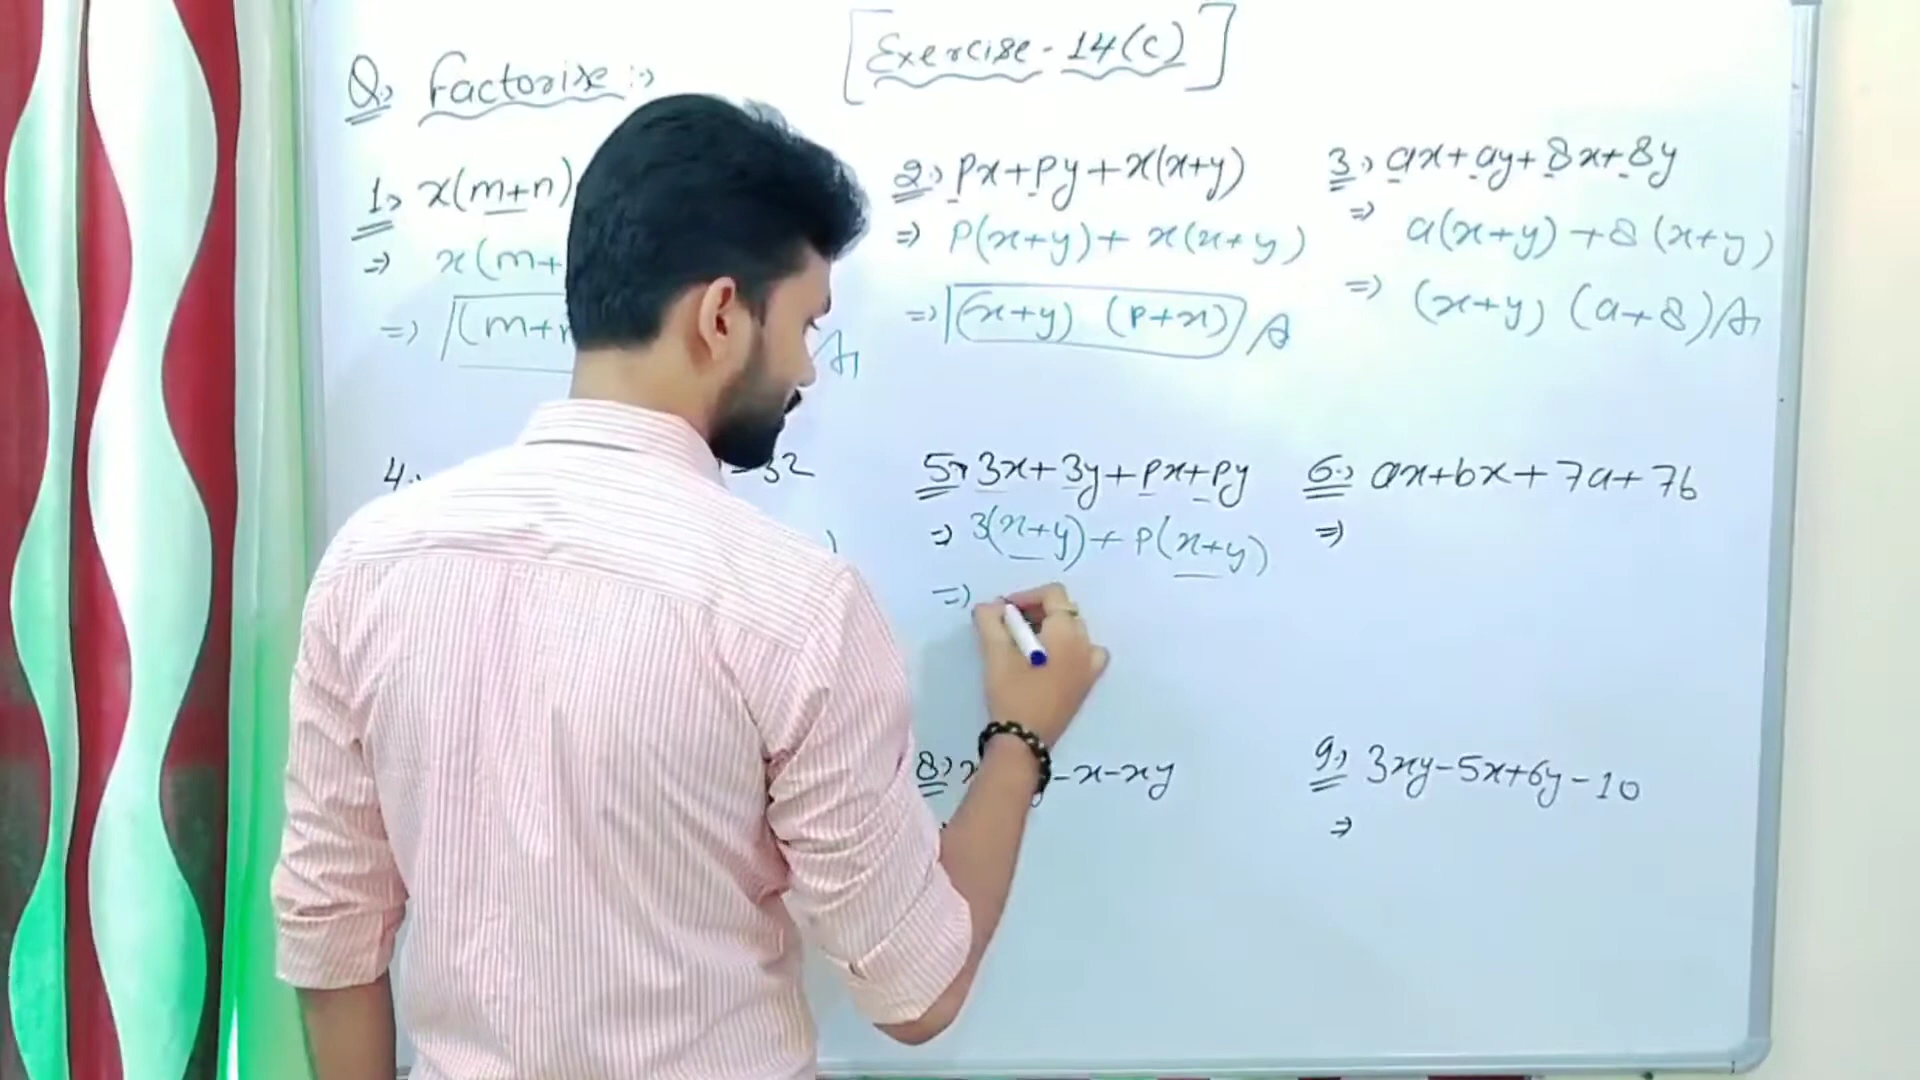 [Exercise-14(C)]
Q.> Factorise:->
1.> x(m+n)
=> x(m+
=> (m+
2.> px+py+x(x+y)
=> P(x+y)+ x(x+y)
=> (x+y) (P+x)
3.> ax+ay+8x+8y
=> a(x+y)+8(x+y)
=> (x+y) (a+8)
4.
-32
)
5.> 3x+3y+px+py
=> 3(x+y)+P(x+y)
=>
6.> ax+bx+7a+7b
=>
8.> -x-xy
9.> 3xy-5x+6y-10
=>